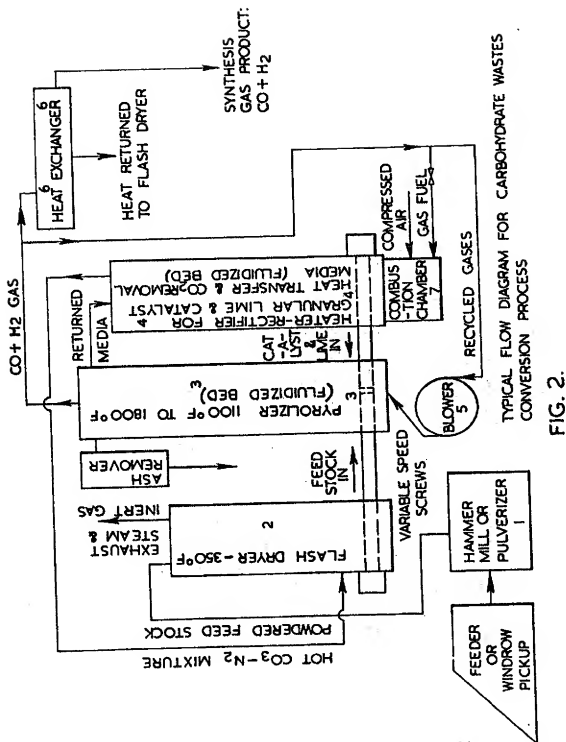 CO+H2 GAS
6 HEAT EXCHANGER 6
HEAT RETURNED
TO FLASH DRYER
SYNTHESIS
GAS PRODUCT:
CO+H2
RETURNED
MEDIA
ASH
REMOVER
PYROLIZER 1100°F TO 1800°F
(FLUIDIZED BED)
3
3
HEATER-RECTIFIER FOR
GRANULAR LIME & CATALYST
HEAT TRANSFER & CO2 REMOVAL
MEDIA (FLUIDIZED BED)
4
4
CAT-
A-
LYST
&
LIME
IN
COMBUS
-TION
CHAMBER
7
COMPRESSED
AIR
GAS FUEL
EXHAUST
STEAM &
INERT GAS
FLASH DRYER-350°F
2
FEED
STOCK
IN
VARIABLE SPEED
SCREWS
BLOWER
5
RECYCLED GASES
HOT CO3-N2 MIXTURE
POWDERED FEED STOCK
FEEDER
OR
WINDROW
PICKUP
HAMMER
MILL OR
PULVERIZER
1
TYPICAL FLOW DIAGRAM FOR CARBOHYDRATE WASTES
CONVERSION PROCESS
FIG. 2.